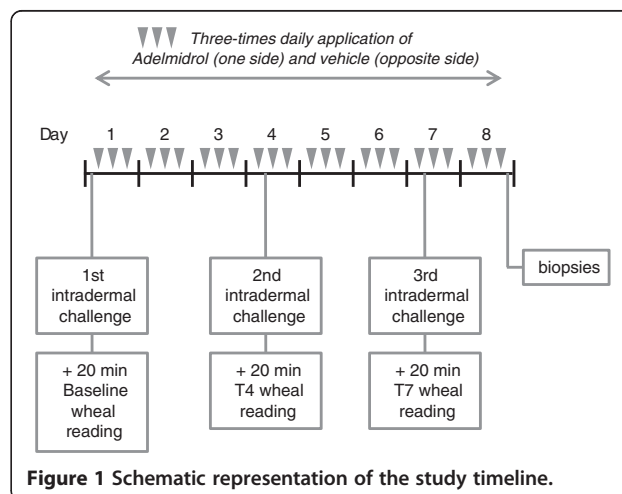 Three-times daily application of
Adelmidrol (one side) and vehicle (opposite side)
Day 1 2 3 4 5 6 7 8
1st
intradermal
challenge
2nd
intradermal
challenge
3rd
intradermal
challenge
biopsies
+ 20 min
Baseline
wheal
reading
+ 20 min
T4 wheal
reading
+ 20 min
T7 wheal
reading
Figure 1 Schematic representation of the study timeline.